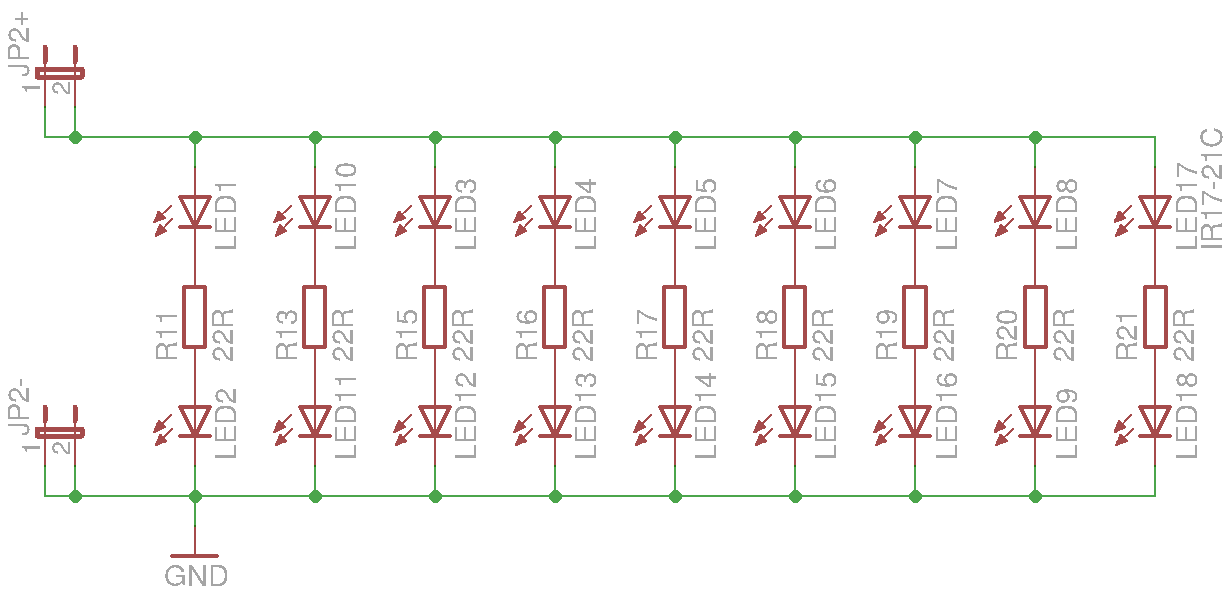 JP2+
1
2
LED1
LED10
LED3
LED4
LED5
LED6
LED7
LED8
LED17
IR17-21C
R11
22R
R13
22R
R15
22R
R16
22R
R17
22R
R18
22R
R19
22R
R20
22R
R21
22R
JP2-
1
2
LED2
LED11
LED12
LED13
LED14
LED15
LED16
LED9
LED18
GND